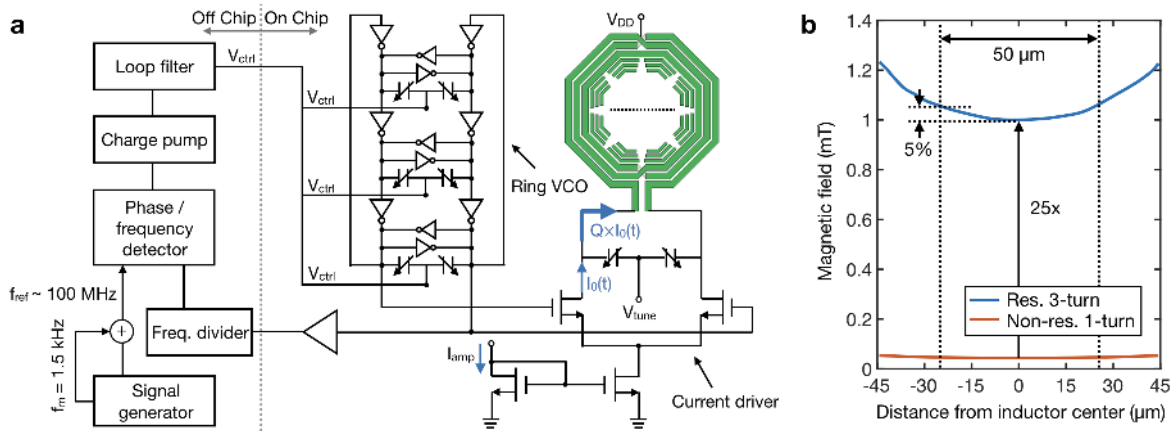 a
Off Chip
On Chip
Loop filter
Vctrl
Charge pump
Phase /
frequency
detector
fref ~ 100 MHz
Freq. divider
+
fm = 1.5 kHz
Signal
generator
Vctrl
Vctrl
Vctrl
Ring VCO
VDD
Q×I0(t)
I0(t)
Vtune
Iamp
Current driver
b
50 µm
5%
25x
Res. 3-turn
Non-res. 1-turn
Magnetic field (mT)
1.4
1.2
1
0.8
0.6
0.4
0.2
0
-45 -30 -15 0 15 30 45
Distance from inductor center (µm)